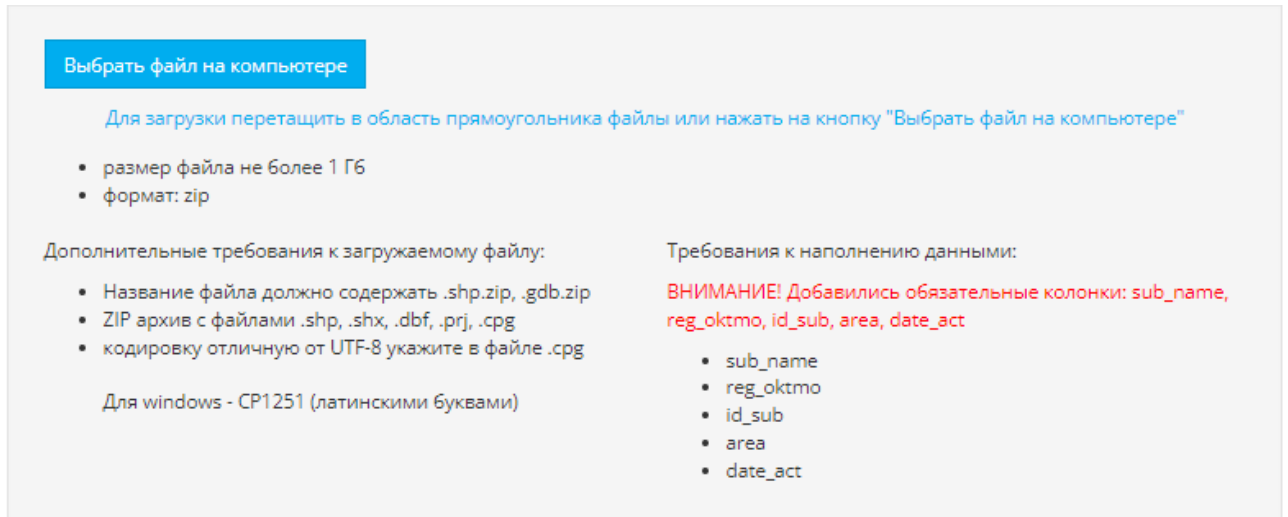 Выбрать файл на компьютере
Для загрузки перетащить в область прямоугольника файлы или нажать на кнопку "Выбрать файл на компьютере"
• размер файла не более 1 Гб
• формат: zip
Дополнительные требования к загружаемому файлу:
• Название файла должно содержать .shp.zip, .gdb.zip
• ZIP архив с файлами .shp, .shx, .dbf, .prj, .cpg
• кодировку отличную от UTF-8 укажите в файле .cpg
Для windows - CP1251 (латинскими буквами)
Требования к наполнению данными:
ВНИМАНИЕ! Добавились обязательные колонки: sub_name,
reg_oktmo, id_sub, area, date_act
• sub_name
• reg_oktmo
• id_sub
• area
• date_act